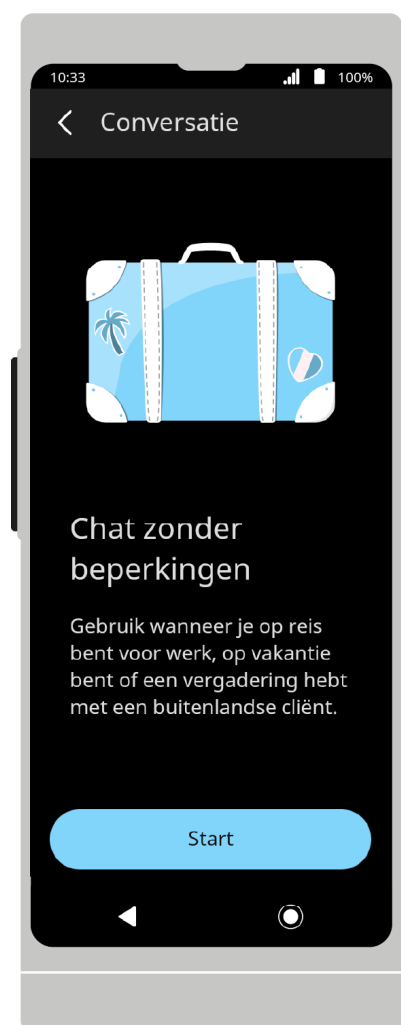 10:33 100%
Conversatie
Chat zonder
beperkingen
Gebruik wanneer je op reis
bent voor werk, op vakantie
bent of een vergadering hebt
met een buitenlandse cliënt.
Start